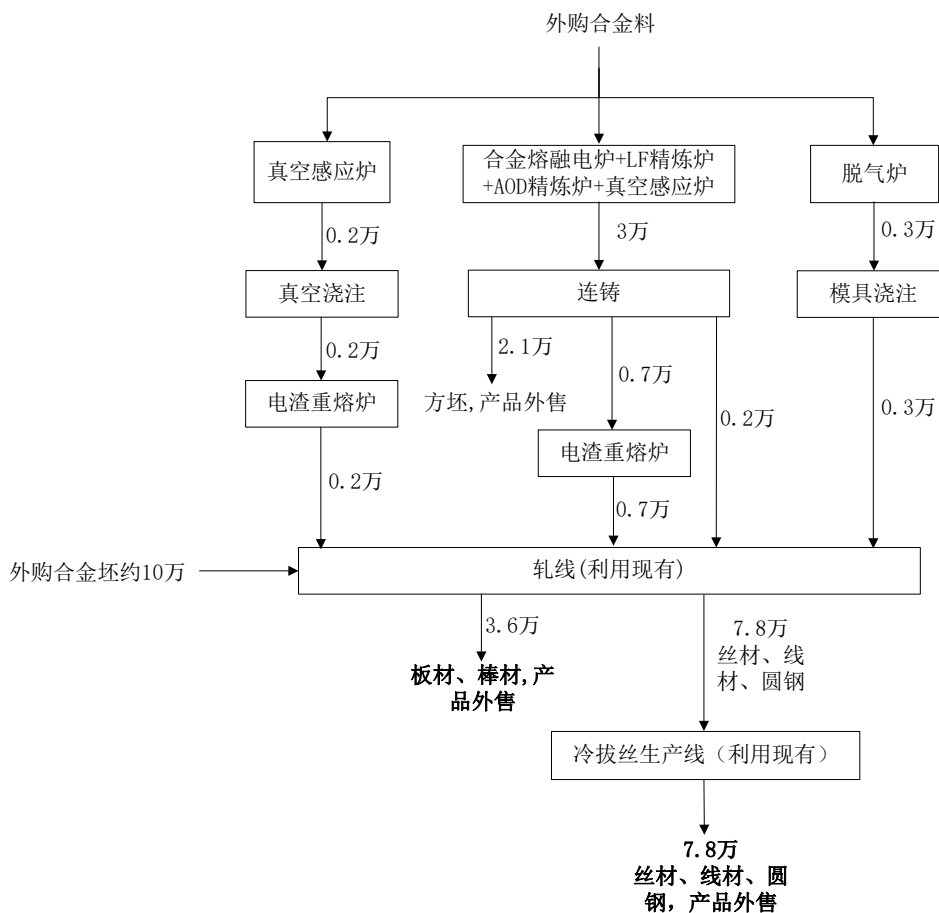 外购合金料
真空感应炉
合金熔融电炉+LF精炼炉
+AOD精炼炉+真空感应炉
脱气炉
0.2万
3万
0.3万
真空浇注
连铸
模具浇注
0.2万
2.1万
0.7万
0.2万
0.3万
电渣重熔炉
方坯,产品外售
电渣重熔炉
0.2万
0.7万
外购合金坯约10万
轧线(利用现有)
3.6万
板材、棒材,产
品外售
7.8万
丝材、线
材、圆钢
冷拔丝生产线（利用现有）
7.8万
丝材、线材、圆
钢，产品外售